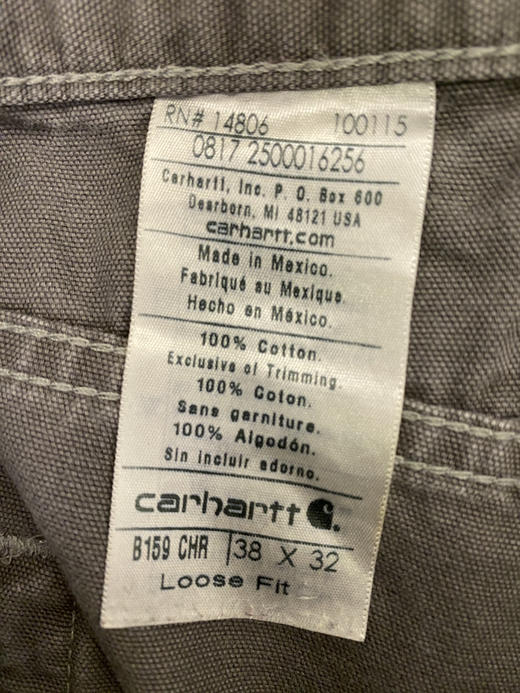 RN# 14806 100115
0817 2500016256
Carhartt, Inc. P. O. Box 600
Dearborn, MI 48121 USA
carhartt.com
Made in Mexico.
Fabriqué au Mexique.
Hecho en México.
100% Cotton.
Exclusive of Trimming.
100% Coton.
Sans garniture.
100% Algodón.
Sin incluir adorno.
carhartt
B159 CHR 38 X 32
Loose Fit